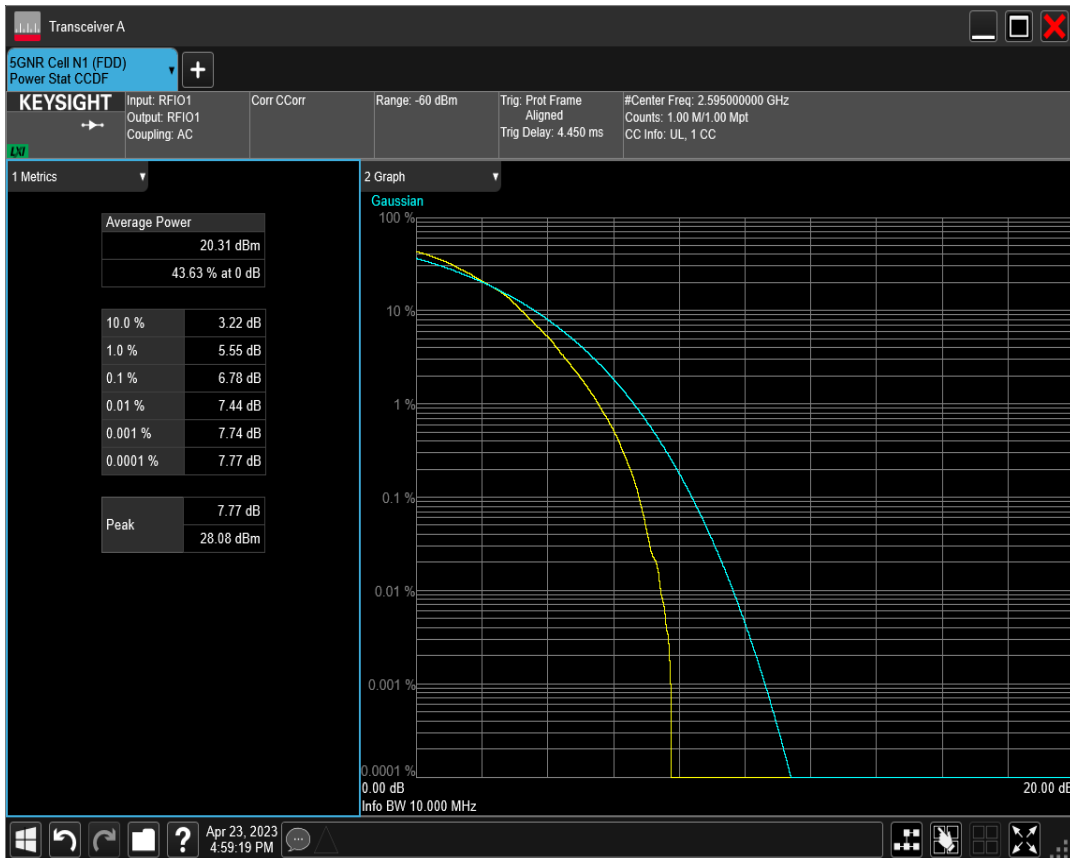 Transceiver A
5GNR Cell N1 (FDD)
Power Stat CCDF
+
KEYSIGHT
LXI
Input: RFIO1
Output: RFIO1
Coupling: AC
Corr CCorr
Range: -60 dBm
Trig: Prot Frame
Aligned
Trig Delay: 4.450 ms
#Center Freq: 2.595000000 GHz
Counts: 1.00 M/1.00 Mpt
CC Info: UL, 1 CC
1 Metrics
Average Power
20.31 dBm
43.63 % at 0 dB
10.0 % 3.22 dB
1.0 % 5.55 dB
0.1 % 6.78 dB
0.01 % 7.44 dB
0.001 % 7.74 dB
0.0001 % 7.77 dB
Peak
7.77 dB
28.08 dBm
2 Graph
Gaussian
100 %
10 %
1 %
0.1 %
0.01 %
0.001 %
0.0001 %
0.00 dB 20.00 dB
Info BW 10.000 MHz
?
Apr 23, 2023
4:59:19 PM